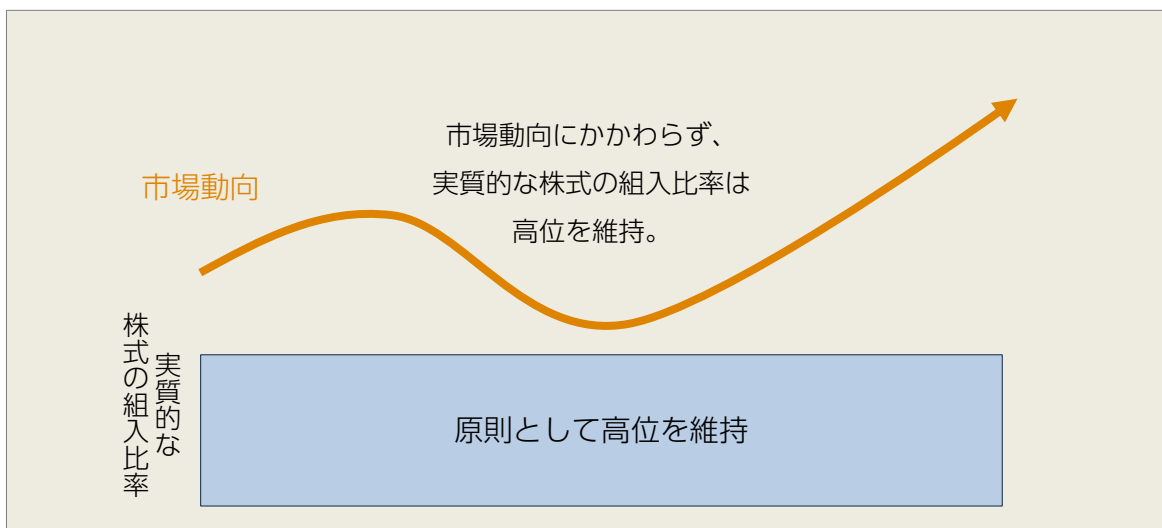 市場動向にかかわらず、
実質的な株式の組入比率は
高位を維持。
市場動向
実質的な
株式の組入比率
原則として高位を維持